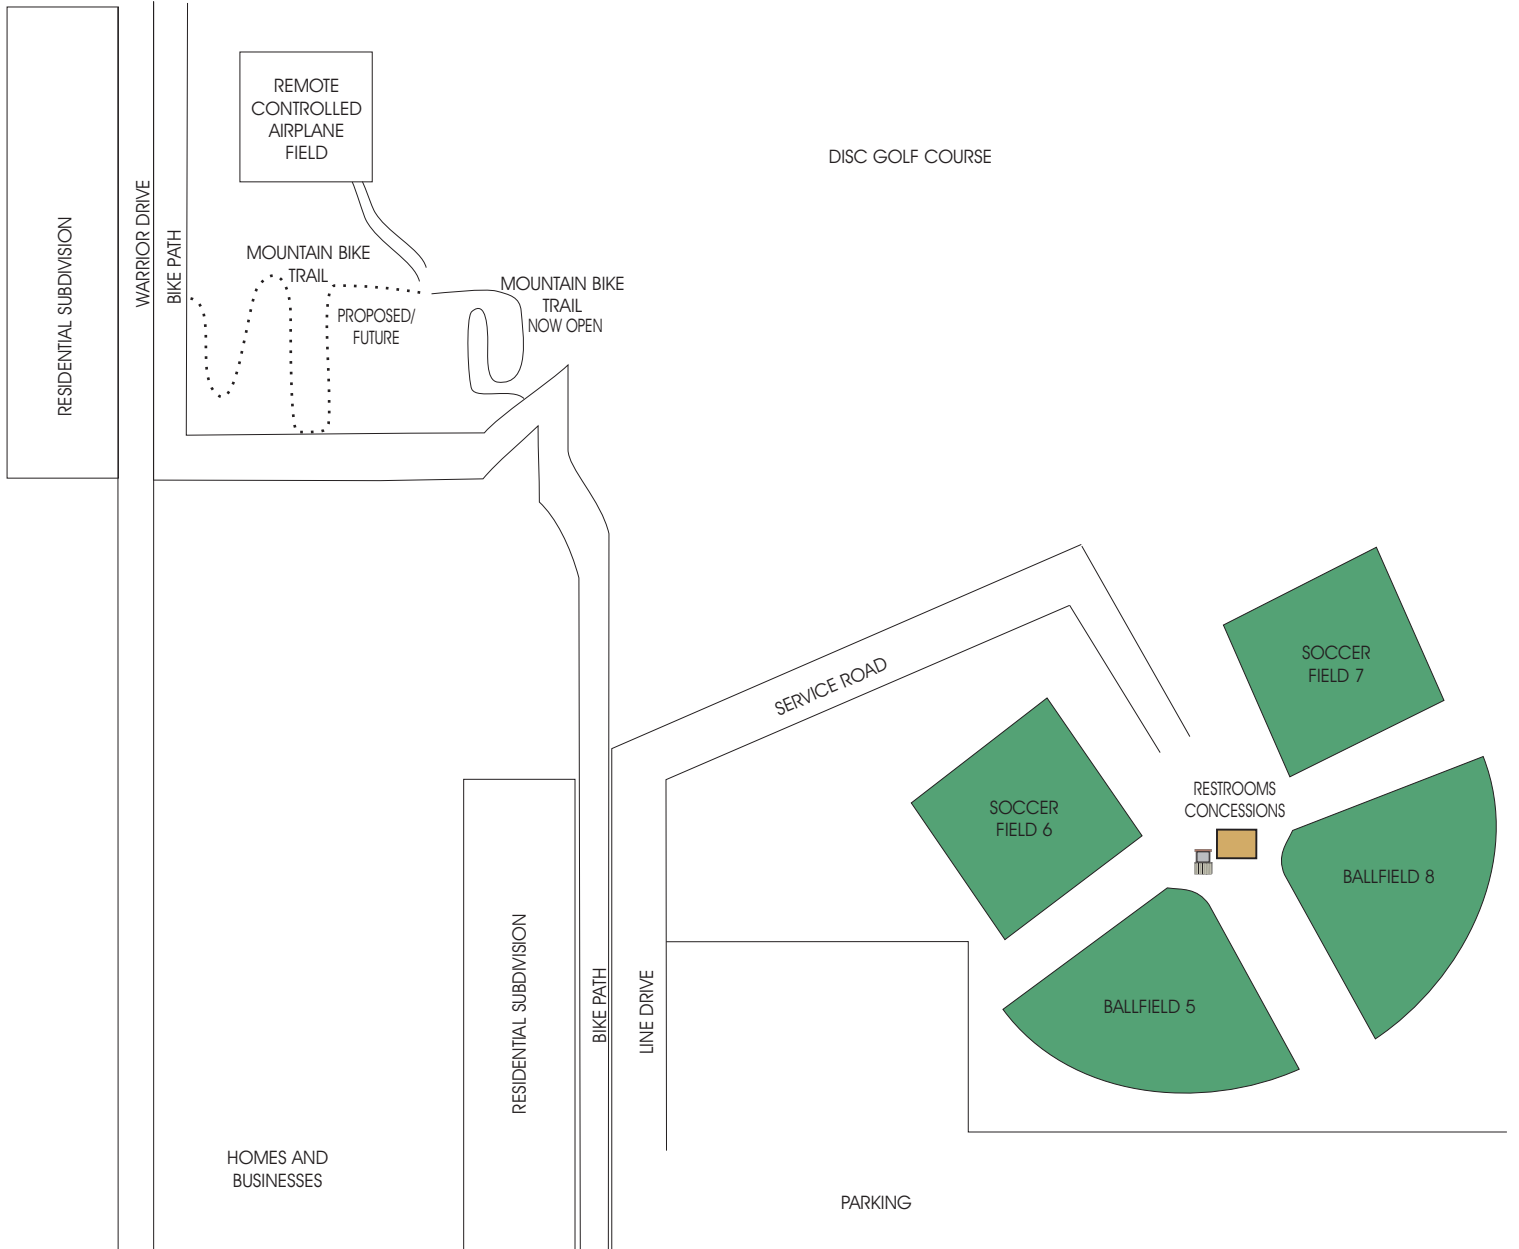 REMOTE
CONTROLLED
AIRPLANE
FIELD
DISC GOLF COURSE
RESIDENTIAL SUBDIVISION
WARRIOR DRIVE
BIKE PATH
MOUNTAIN BIKE
TRAIL
PROPOSED/
FUTURE
MOUNTAIN BIKE
TRAIL
NOW OPEN
SERVICE ROAD
SOCCER
FIELD 7
SOCCER
FIELD 6
RESTROOMS
CONCESSIONS
BALLFIELD 8
BALLFIELD 5
RESIDENTIAL SUBDIVISION
BIKE PATH
LINE DRIVE
HOMES AND
BUSINESSES
PARKING